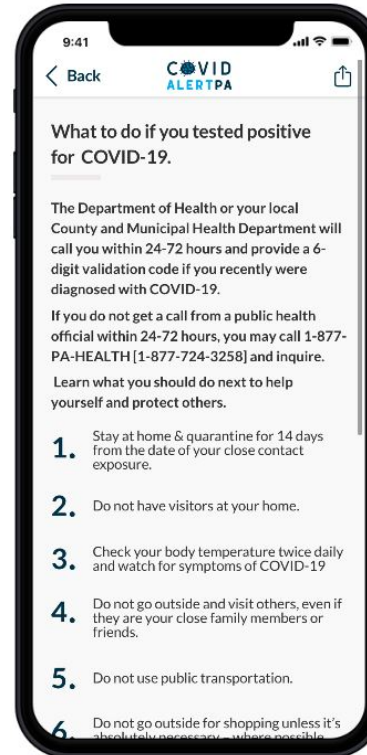 9:41
Back
COVID
ALERTPA
What to do if you tested positive
for COVID-19.
The Department of Health or your local
County and Municipal Health Department will
call you within 24-72 hours and provide a 6-
digit validation code if you recently were
diagnosed with COVID-19.
If you do not get a call from a public health
official within 24-72 hours, you may call 1-877-
PA-HEALTH [1-877-724-3258] and inquire.
Learn what you should do next to help
yourself and protect others.
1. Stay at home & quarantine for 14 days
from the date of your close contact
exposure.
2. Do not have visitors at your home.
3. Check your body temperature twice daily
and watch for symptoms of COVID-19
4. Do not go outside and visit others, even if
they are your close family members or
friends.
5. Do not use public transportation.
6. Do not go outside for shopping unless it's
absolutely necessary – where possible